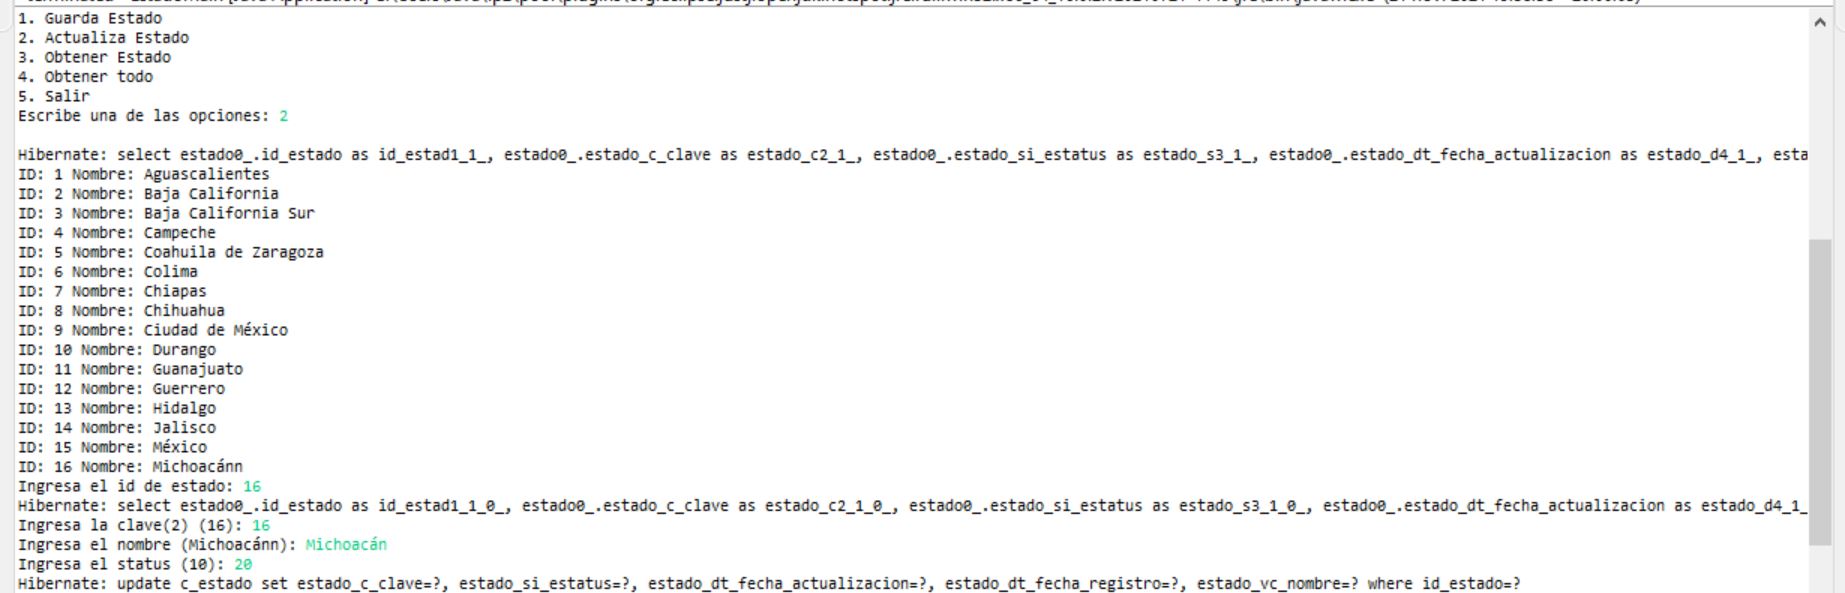 1. Guarda Estado
2. Actualiza Estado
3. Obtener Estado
4. Obtener todo
5. Salir
Escribe una de las opciones: 2
Hibernate: select estado0_.id_estado as id_estad1_1_, estado0_.estado_c_clave as estado_c2_1_, estado0_.estado_si_estatus as estado_s3_1_, estado0_.estado_dt_fecha_actualizacion as estado_d4_1_, esta
ID: 1 Nombre: Aguascalientes
ID: 2 Nombre: Baja California
ID: 3 Nombre: Baja California Sur
ID: 4 Nombre: Campeche
ID: 5 Nombre: Coahuila de Zaragoza
ID: 6 Nombre: Colima
ID: 7 Nombre: Chiapas
ID: 8 Nombre: Chihuahua
ID: 9 Nombre: Ciudad de México
ID: 10 Nombre: Durango
ID: 11 Nombre: Guanajuato
ID: 12 Nombre: Guerrero
ID: 13 Nombre: Hidalgo
ID: 14 Nombre: Jalisco
ID: 15 Nombre: México
ID: 16 Nombre: Michoacánn
Ingresa el id de estado: 16
Hibernate: select estado0_.id_estado as id_estad1_1_0_, estado0_.estado_c_clave as estado_c2_1_0_, estado0_.estado_si_estatus as estado_s3_1_0_, estado0_.estado_dt_fecha_actualizacion as estado_d4_1_
Ingresa la clave(2) (16): 16
Ingresa el nombre (Michoacánn): Michoacán
Ingresa el status (10): 20
Hibernate: update c_estado set estado_c_clave=?, estado_si_estatus=?, estado_dt_fecha_actualizacion=?, estado_dt_fecha_registro=?, estado_vc_nombre=? where id_estado=?